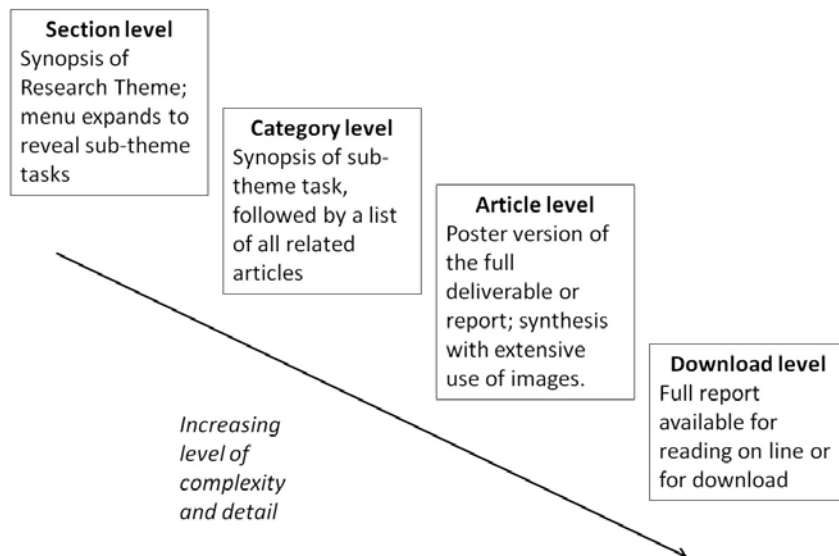 Section level
Synopsis of
Research Theme;
menu expands to
reveal sub-theme
tasks
Category level
Synopsis of sub-
theme task,
followed by a list
of all related
articles
Article level
Poster version of
the full
deliverable or
report; synthesis
with extensive
use of images.
Download level
Full report
available for
reading on line or
for download
Increasing
level of
complexity
and detail